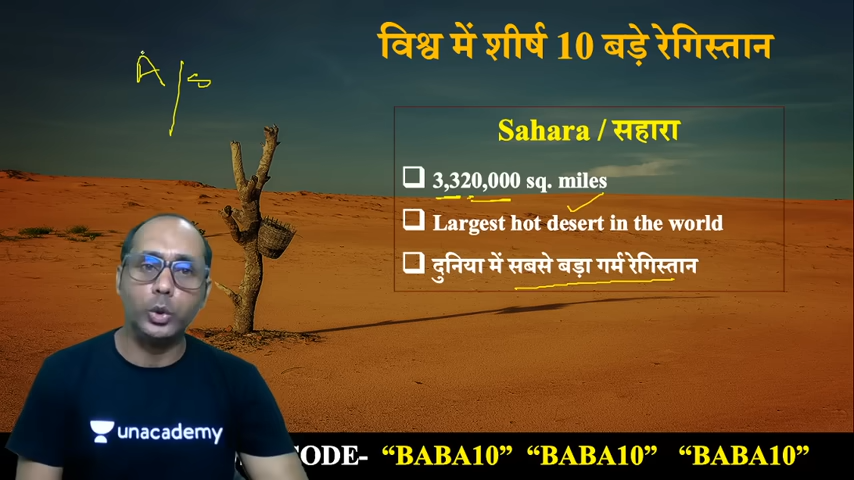 विश्व में शीर्ष 10 बड़े रेगिस्तान
A/S
Sahara / सहारा
3,320,000 sq. miles
Largest hot desert in the world
दुनिया में सबसे बड़ा गर्म रेगिस्तान
unacademy
CODE- “BABA10” “BABA10” “BABA10”